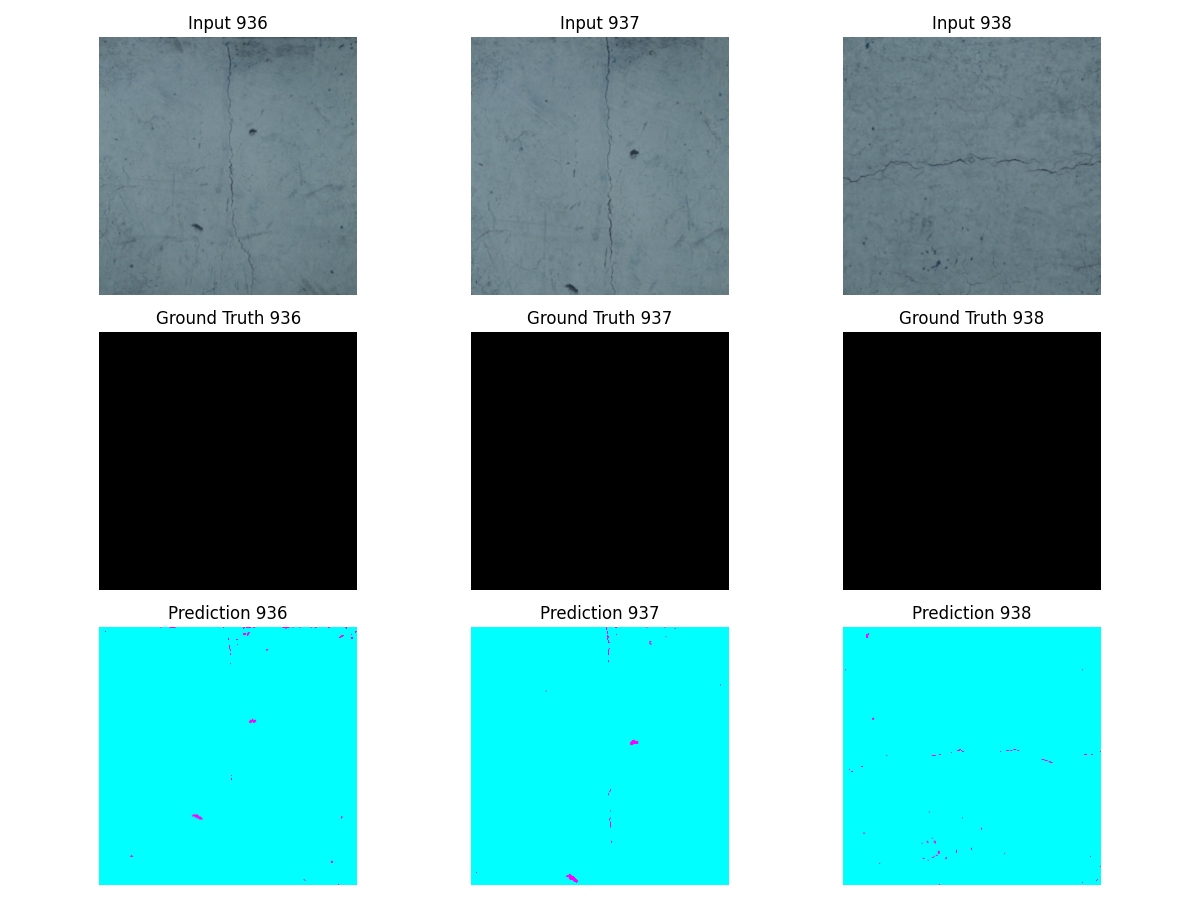 Input 936
Input 937
Input 938
Ground Truth 936
Ground Truth 937
Ground Truth 938
Prediction 936
Prediction 937
Prediction 938